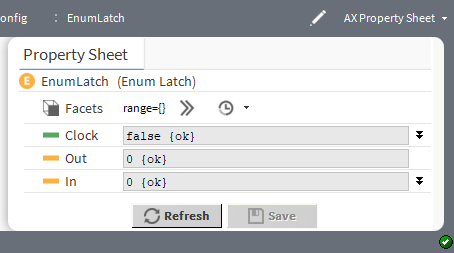 onfig : EnumLatch AX Property Sheet
Property Sheet
E EnumLatch (Enum Latch)
Facets range={}
Clock false {ok}
Out 0 {ok}
In 0 {ok}
Refresh Save